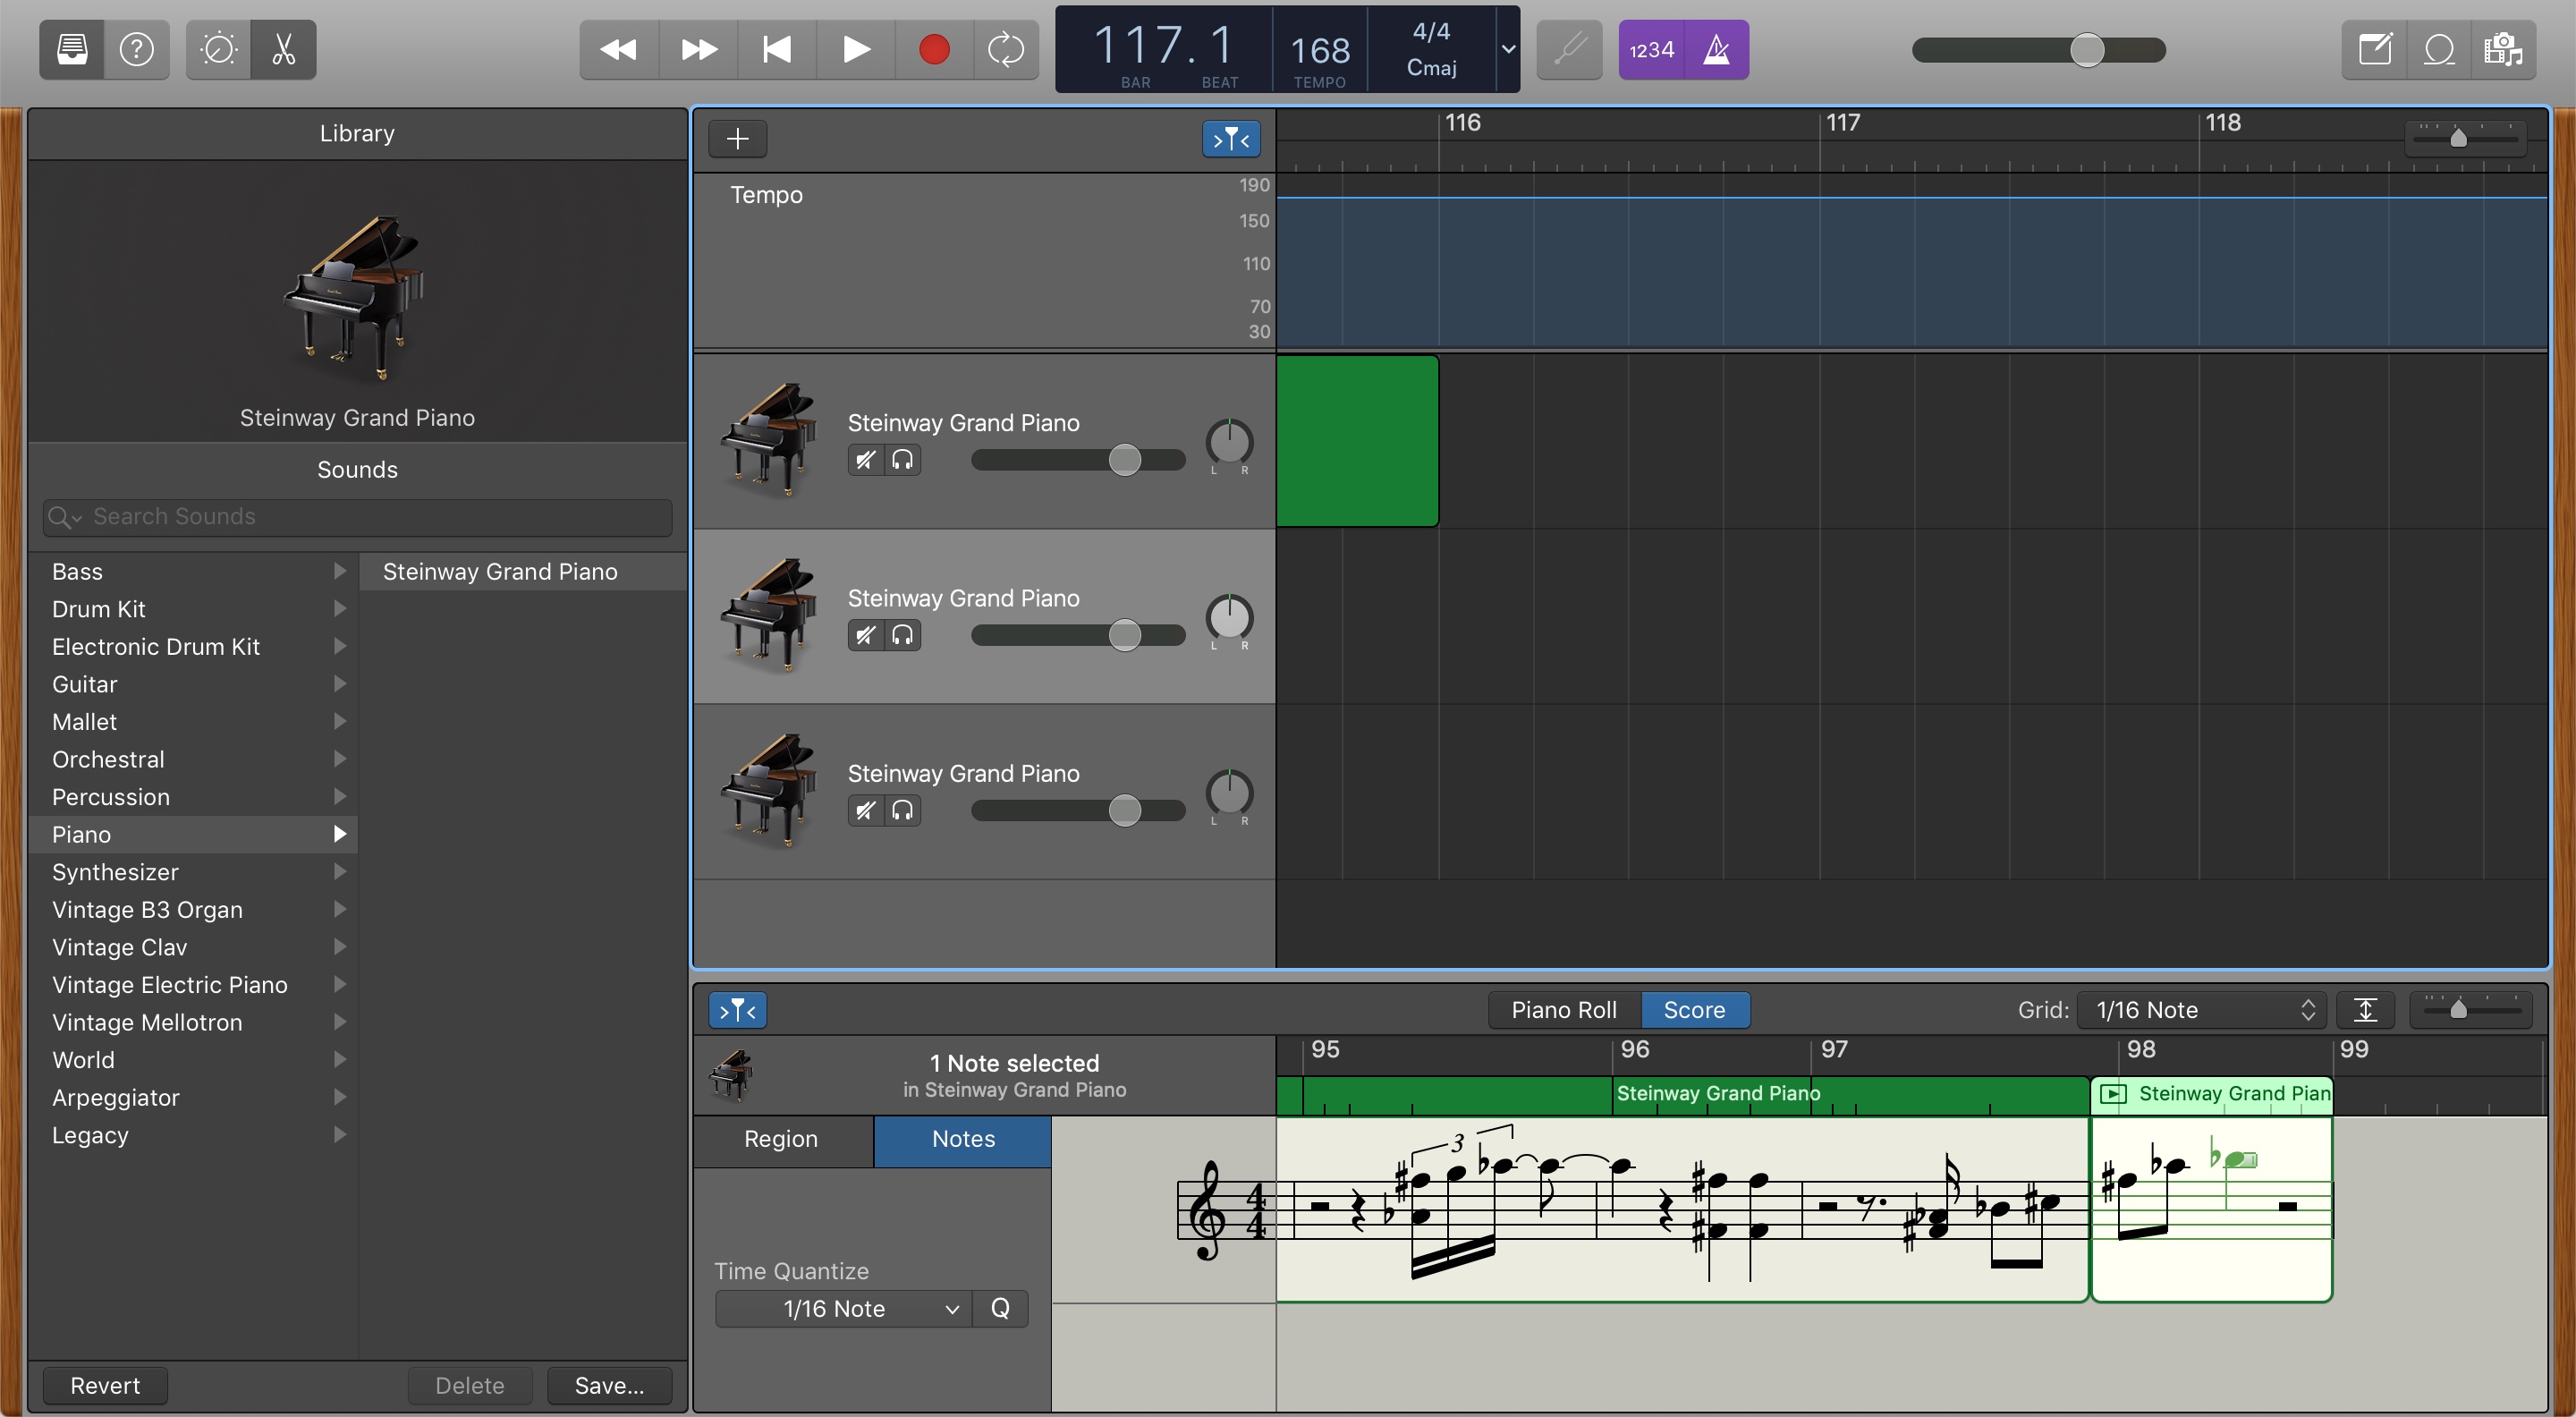 117.1
BAR BEAT
168
TEMPO
4/4
Cmaj
1234
Library
Steinway Grand Piano
Sounds
Search Sounds
Bass
Drum Kit
Electronic Drum Kit
Guitar
Mallet
Orchestral
Percussion
Piano
Synthesizer
Vintage B3 Organ
Vintage Clav
Vintage Electric Piano
Vintage Mellotron
World
Arpeggiator
Legacy
Steinway Grand Piano
Revert
Delete
Save...
116 117 118
Tempo
190
150
110
70
30
Steinway Grand Piano
L R
Steinway Grand Piano
L R
Steinway Grand Piano
L R
Piano Roll
Score
Grid: 1/16 Note
1 Note selected
in Steinway Grand Piano
95 96 97 98 99
Steinway Grand Piano
Steinway Grand Pian
Region
Notes
3
4
4
Time Quantize
1/16 Note
Q